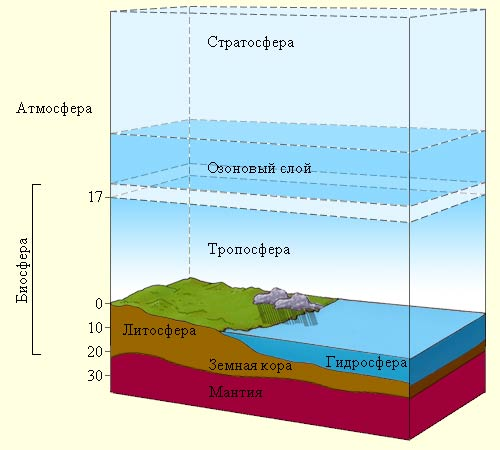 Стратосфера
Атмосфера
Озоновый слой
17
Тропосфера
Биосфера
0
Литосфера
10
20
Земная кора
Гидросфера
30
Мантия